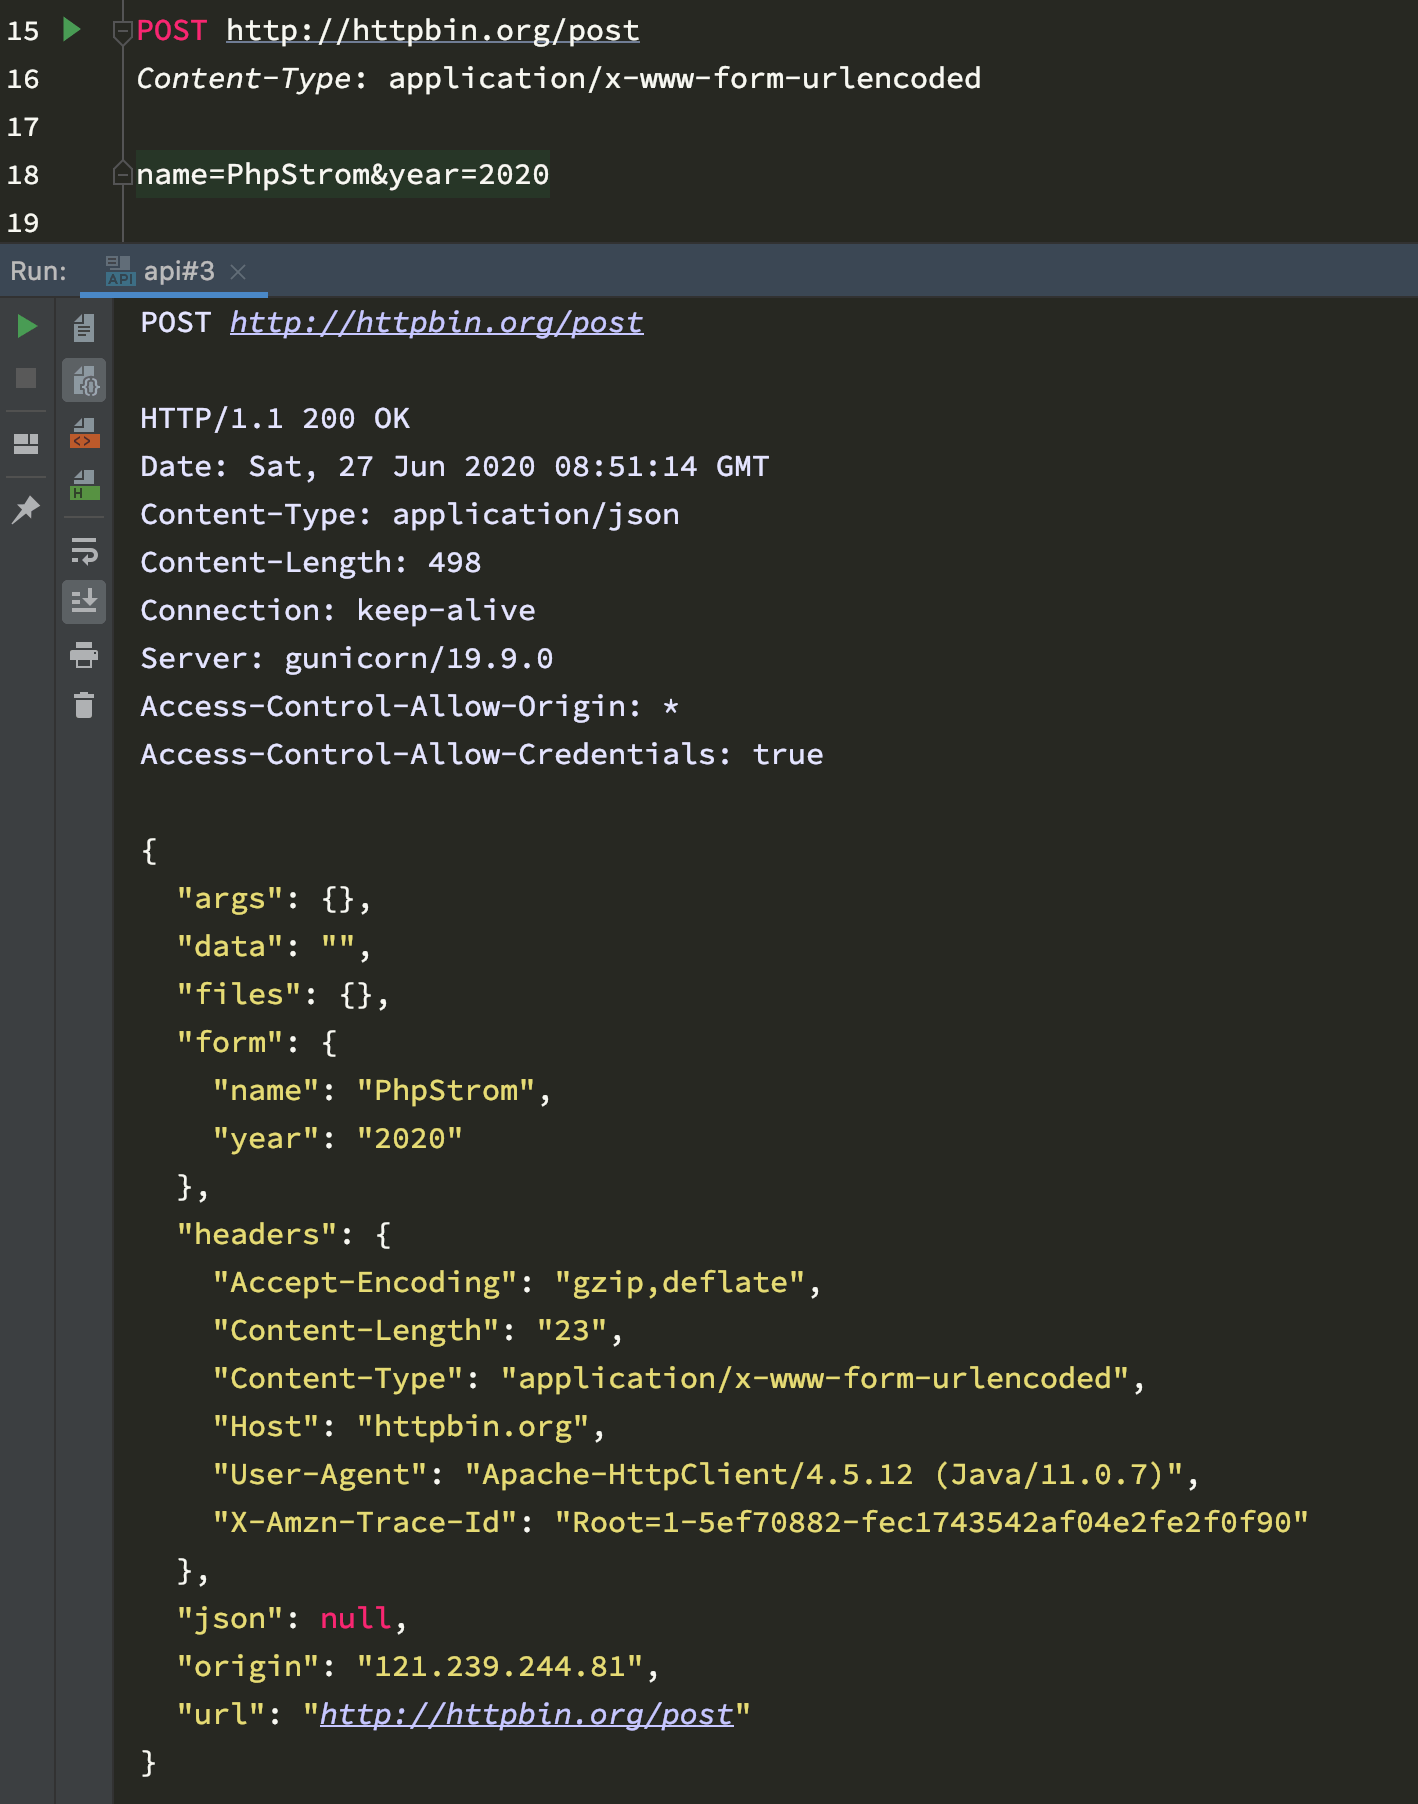 15 POST http://httpbin.org/post
16 Content-Type: application/x-www-form-urlencoded
17
18 name=PhpStrom&year=2020
19
Run: API api#3
POST http://httpbin.org/post
HTTP/1.1 200 OK
Date: Sat, 27 Jun 2020 08:51:14 GMT
Content-Type: application/json
Content-Length: 498
Connection: keep-alive
Server: gunicorn/19.9.0
Access-Control-Allow-Origin: *
Access-Control-Allow-Credentials: true
{
  "args": {},
  "data": "",
  "files": {},
  "form": {
    "name": "PhpStrom",
    "year": "2020"
  },
  "headers": {
    "Accept-Encoding": "gzip,deflate",
    "Content-Length": "23",
    "Content-Type": "application/x-www-form-urlencoded",
    "Host": "httpbin.org",
    "User-Agent": "Apache-HttpClient/4.5.12 (Java/11.0.7)",
    "X-Amzn-Trace-Id": "Root=1-5ef70882-fec1743542af04e2fe2f0f90"
  },
  "json": null,
  "origin": "121.239.244.81",
  "url": "http://httpbin.org/post"
}